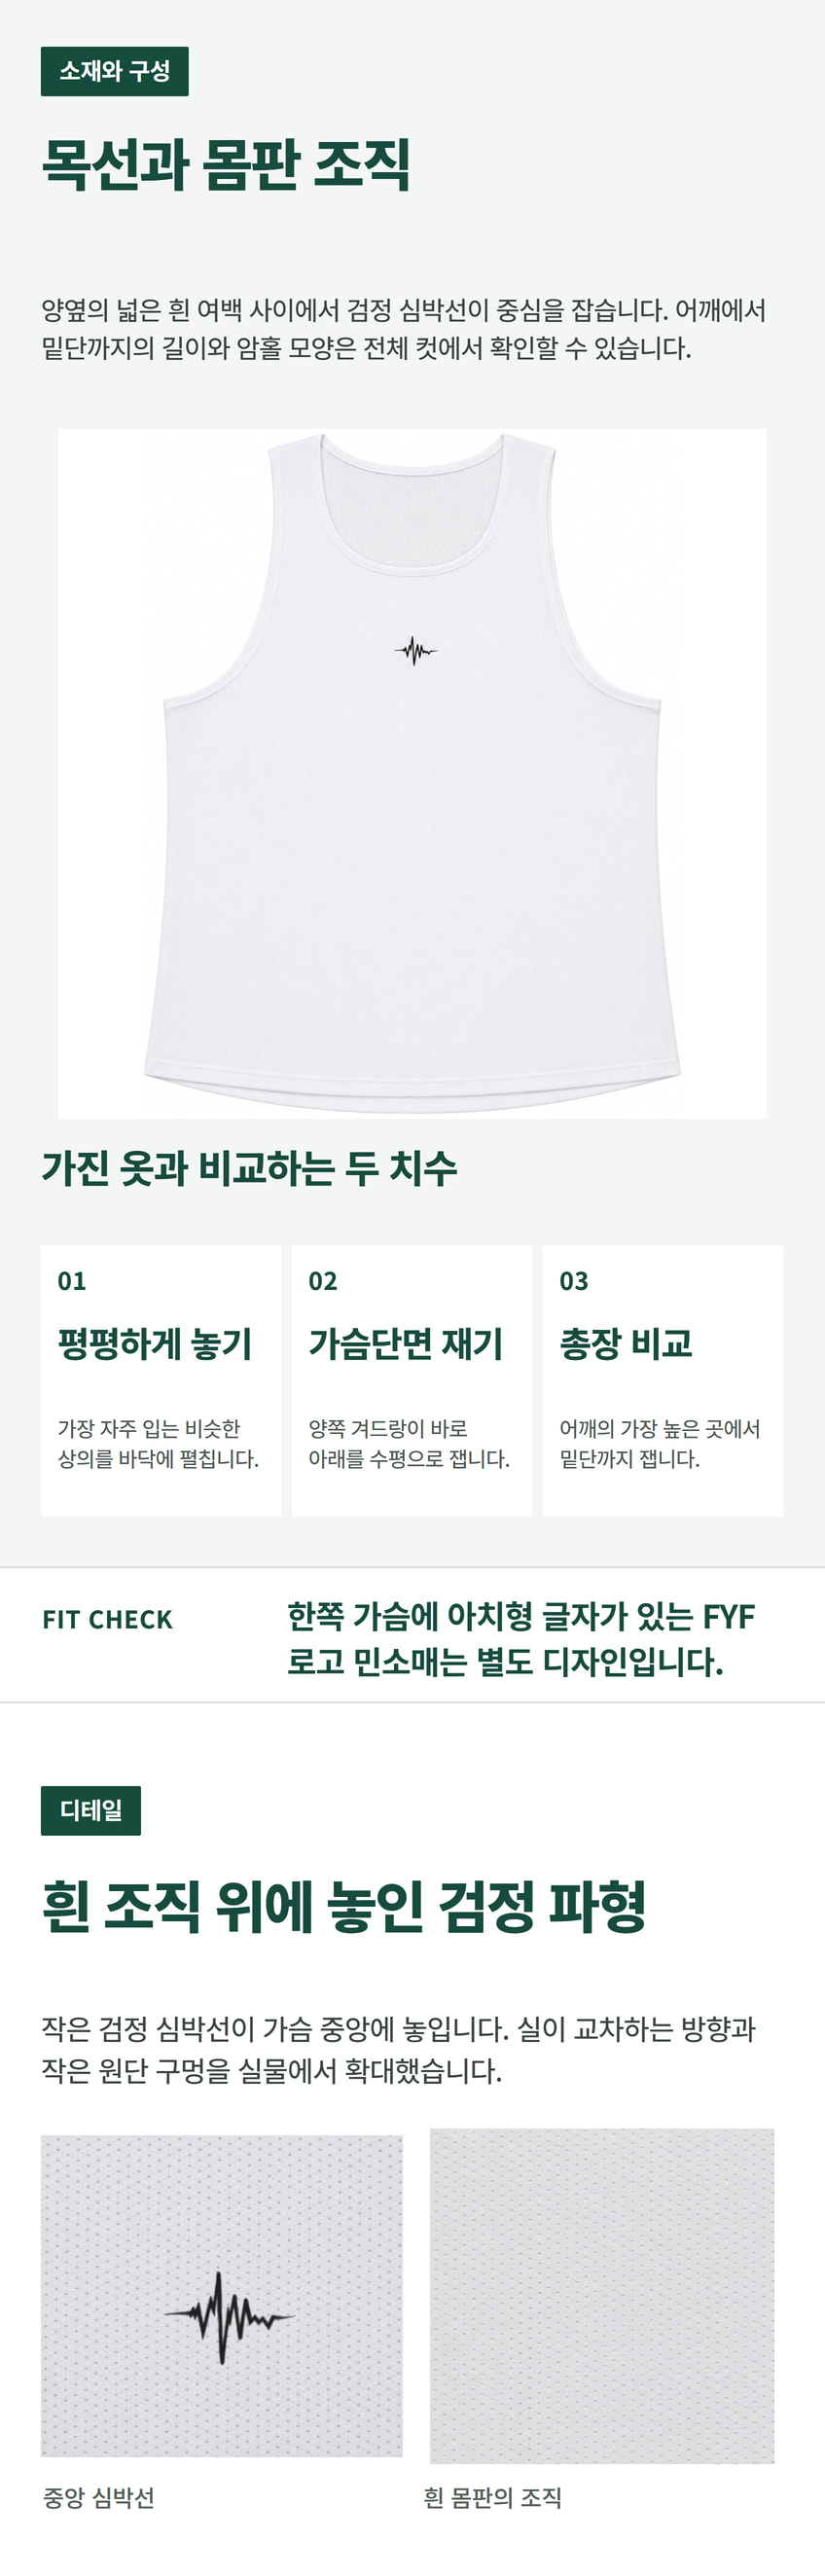 소재와 구성
목선과 몸판 조직
양옆의 넓은 흰 여백 사이에서 검정 심박선이 중심을 잡습니다. 어깨에서
밑단까지의 길이와 암홀 모양은 전체 컷에서 확인할 수 있습니다.
가진 옷과 비교하는 두 치수
01
평평하게 놓기
가장 자주 입는 비슷한
상의를 바닥에 펼칩니다.
02
가슴단면 재기
양쪽 겨드랑이 바로
아래를 수평으로 잽니다.
03
총장 비교
어깨의 가장 높은 곳에서
밑단까지 잽니다.
FIT CHECK
한쪽 가슴에 아치형 글자가 있는 FYF
로고 민소매는 별도 디자인입니다.
디테일
흰 조직 위에 놓인 검정 파형
작은 검정 심박선이 가슴 중앙에 놓입니다. 실이 교차하는 방향과
작은 원단 구멍을 실물에서 확대했습니다.
중앙 심박선
흰 몸판의 조직